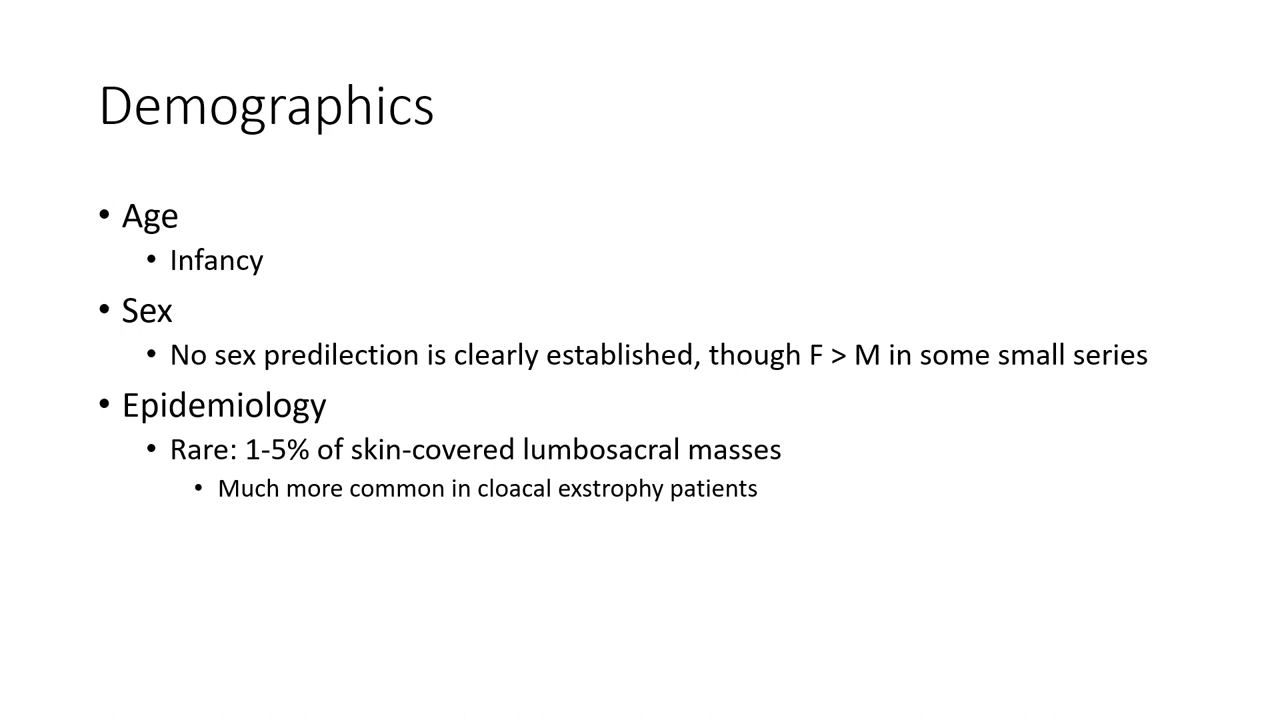 Demographics
• Age
• Infancy
• Sex
• No sex predilection is clearly established, though F > M in some small series
• Epidemiology
• Rare: 1-5% of skin-covered lumbosacral masses
• Much more common in cloacal exstrophy patients